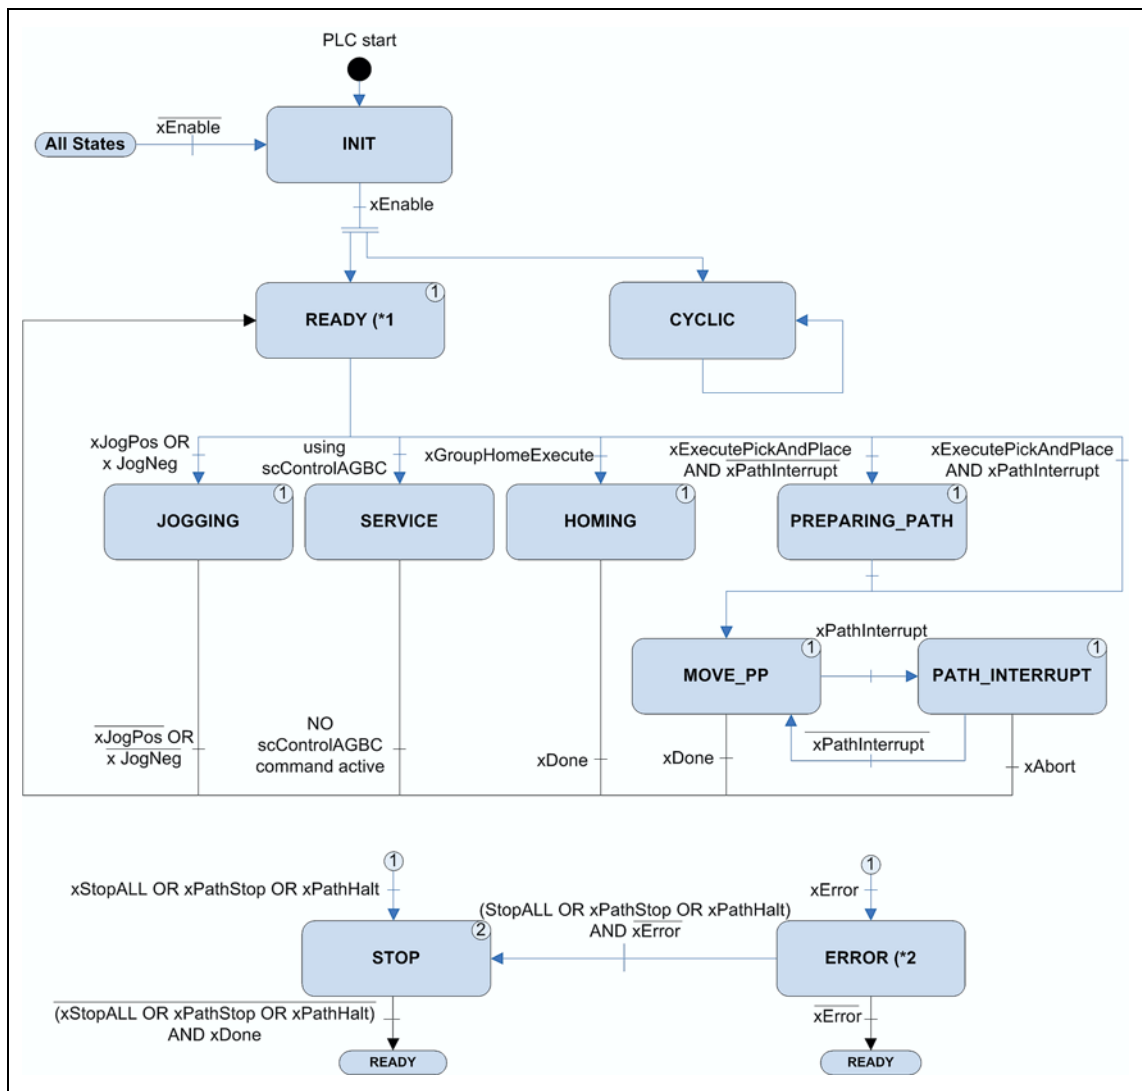 PLC start
xEnable
All States
INIT
xEnable
1
READY (*1
CYCLIC
xJogPos OR
x JogNeg
using
scControlAGBC
xGroupHomeExecute
xExecutePickAndPlace
AND xPathInterrupt
xExecutePickAndPlace
AND xPathInterrupt
1
JOGGING
SERVICE
1
HOMING
1
PREPARING_PATH
xPathInterrupt
1
MOVE_PP
1
PATH_INTERRUPT
xJogPos OR
x JogNeg
NO
scControlAGBC
command active
xDone
xDone
xPathInterrupt
xAbort
1
xStopALL OR xPathStop OR xPathHalt
1
xError
(StopALL OR xPathStop OR xPathHalt)
AND xError
2
STOP
ERROR (*2
(xStopALL OR xPathStop OR xPathHalt)
AND xDone
xError
READY
READY